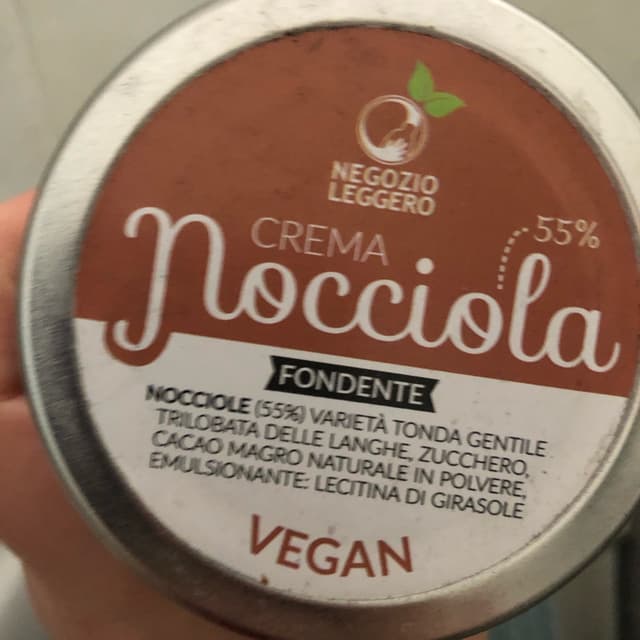 NEGOZIO
LEGGERO
CREMA
55%
Nocciola
FONDENTE
NOCCIOLE (55%) VARIETÀ TONDA GENTILE
TRILOBATA DELLE LANGHE, ZUCCHERO,
CACAO MAGRO NATURALE IN POLVERE,
EMULSIONANTE: LECITINA DI GIRASOLE
VEGAN